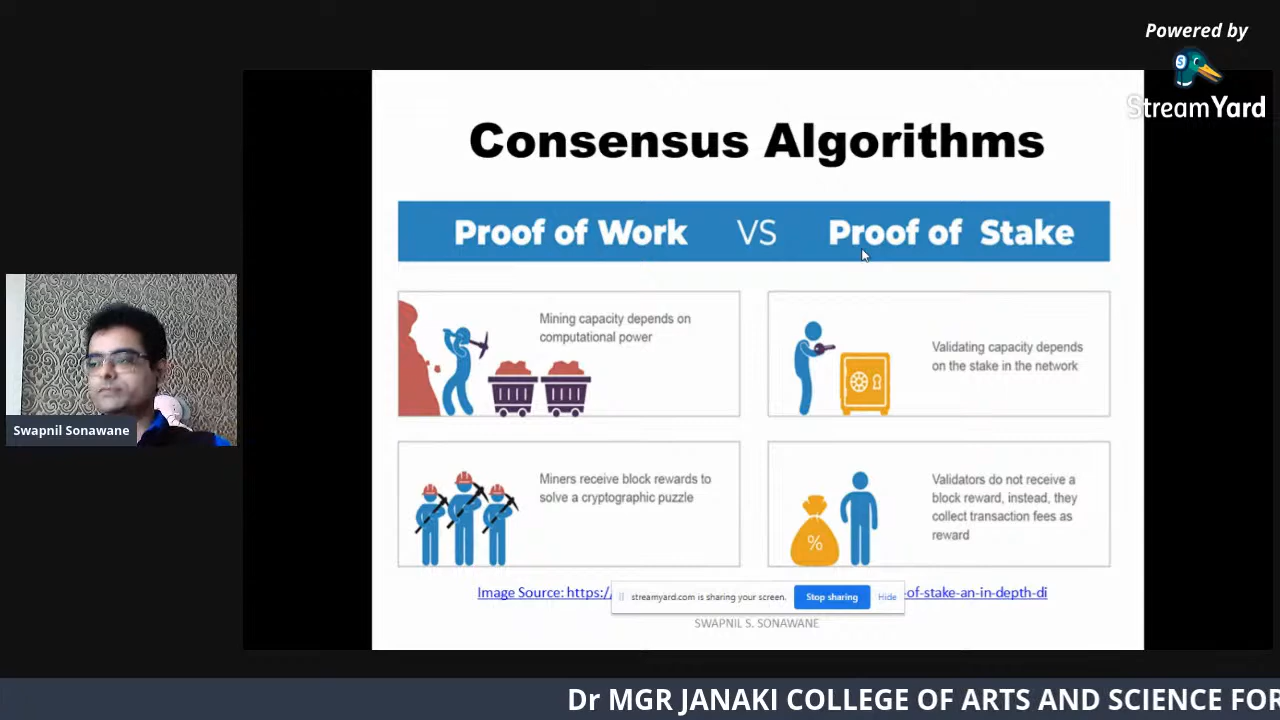 Powered by
StreamYard
Consensus Algorithms
Proof of Work VS Proof of Stake
Mining capacity depends on
computational power
Validating capacity depends
on the stake in the network
Miners receive block rewards to
solve a cryptographic puzzle
Validators do not receive a
block reward, instead, they
collect transaction fees as
reward
%
Image Source: https:/
-of-stake-an-in-depth-di
streamyard.com is sharing your screen.
Stop sharing
Hide
SWAPNIL S. SONAWANE
Swapnil Sonawane
Dr MGR JANAKI COLLEGE OF ARTS AND SCIENCE FOR